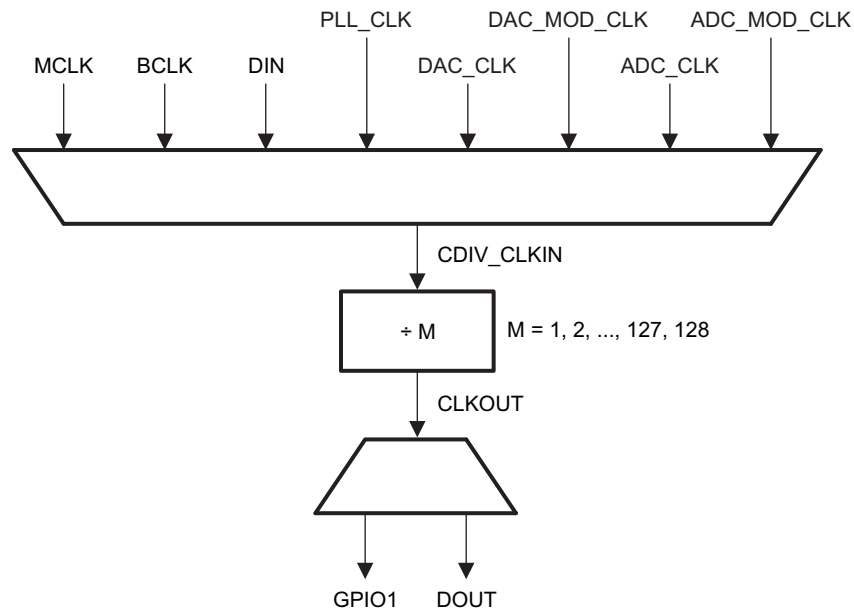 PLL_CLK DAC_MOD_CLK ADC_MOD_CLK
MCLK BCLK DIN DAC_CLK ADC_CLK
CDIV_CLKIN
÷ M M = 1, 2, ..., 127, 128
CLKOUT
GPIO1 DOUT